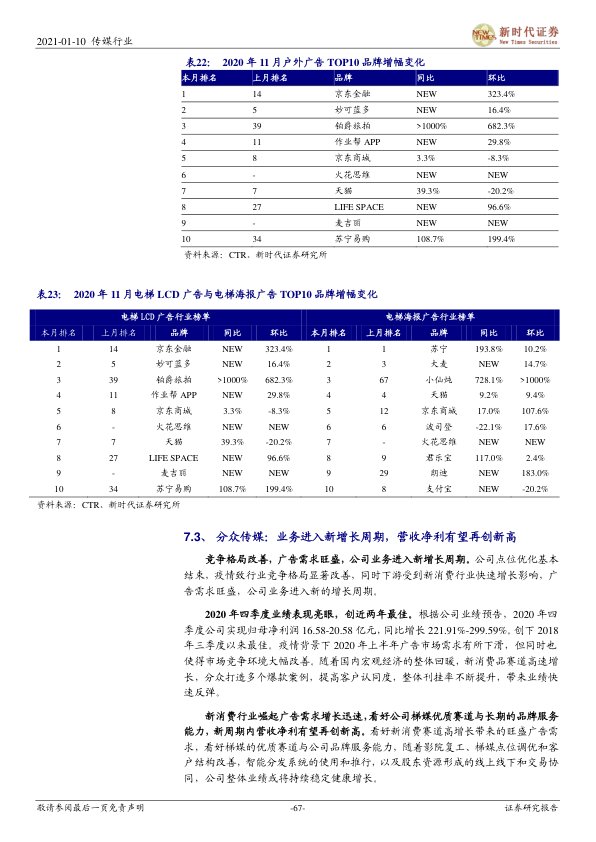 2021-01-10 传媒行业
新时代证券
New Times Securities
表22： 2020 年 11 月户外广告 TOP10 品牌增幅变化
本月排名 上月排名 品牌 同比 环比
1 14 京东金融 NEW 323.4%
2 5 妙可蓝多 NEW 16.4%
3 39 铂爵旅拍 >1000% 682.3%
4 11 作业帮 APP NEW 29.8%
5 8 京东商城 3.3% -8.3%
6 - 火花思维 NEW NEW
7 7 天猫 39.3% -20.2%
8 27 LIFE SPACE NEW 96.6%
9 - 麦吉丽 NEW NEW
10 34 苏宁易购 108.7% 199.4%
资料来源：CTR、新时代证券研究所
表23： 2020 年 11 月电梯 LCD 广告与电梯海报广告 TOP10 品牌增幅变化
电梯 LCD 广告行业榜单 电梯海报广告行业榜单
本月排名 上月排名 品牌 同比 环比 本月排名 上月排名 品牌 同比 环比
1 14 京东金融 NEW 323.4% 1 1 苏宁 193.8% 10.2%
2 5 妙可蓝多 NEW 16.4% 2 3 大麦 NEW 14.7%
3 39 铂爵旅拍 >1000% 682.3% 3 67 小仙炖 728.1% >1000%
4 11 作业帮 APP NEW 29.8% 4 4 天猫 9.2% 9.4%
5 8 京东商城 3.3% -8.3% 5 12 京东商城 17.0% 107.6%
6 - 火花思维 NEW NEW 6 6 波司登 -22.1% 17.6%
7 7 天猫 39.3% -20.2% 7 - 火花思维 NEW NEW
8 27 LIFE SPACE NEW 96.6% 8 9 君乐宝 117.0% 2.4%
9 - 麦吉丽 NEW NEW 9 29 朗迪 NEW 183.0%
10 34 苏宁易购 108.7% 199.4% 10 8 支付宝 NEW -20.2%
资料来源：CTR、新时代证券研究所
7.3、 分众传媒：业务进入新增长周期，营收净利有望再创新高
竞争格局改善，广告需求旺盛，公司业务进入新增长周期。公司点位优化基本
结束，疫情致行业竞争格局显著改善，同时下游受到新消费行业快速增长影响，广
告需求旺盛，公司业务进入新的增长周期。
2020 年四季度业绩表现亮眼，创近两年最佳。根据公司业绩预告，2020 年四
季度公司实现归母净利润 16.58-20.58 亿元，同比增长 221.91%-299.59%，创下 2018
年三季度以来最佳。疫情背景下 2020 年上半年广告市场需求有所下滑，但同时也
使得市场竞争环境大幅改善。随着国内宏观经济的整体回暖，新消费品赛道高速增
长，分众打造多个爆款案例，提高客户认同度，整体刊挂率不断提升，带来业绩快
速反弹。
新消费行业崛起广告需求增长迅速，看好公司梯媒优质赛道与长期的品牌服务
能力，新周期内营收净利有望再创新高。看好新消费赛道高增长带来的旺盛广告需
求，看好梯媒的优质赛道与公司品牌服务能力，随着影院复工、梯媒点位调优和客
户结构改善，智能分发系统的使用和推行，以及股东资源形成的线上线下和交易协
同，公司整体业绩或将持续稳定健康增长。
敬请参阅最后一页免责声明 -67- 证券研究报告